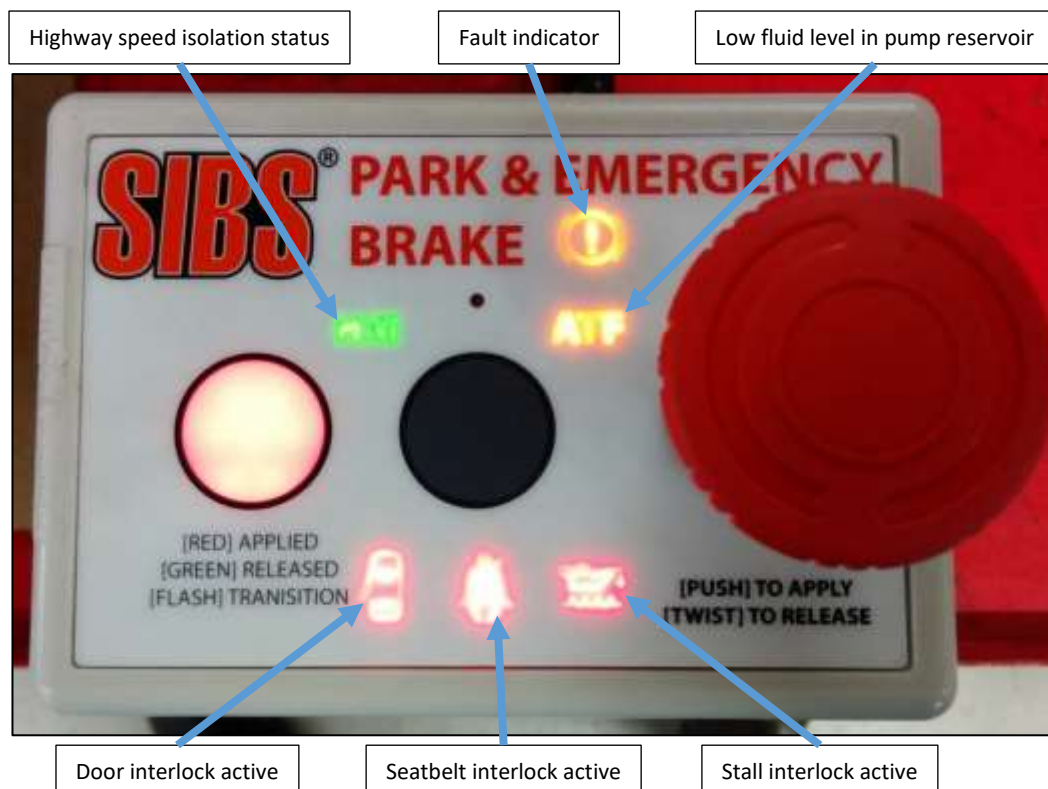 Highway speed isolation status
Fault indicator
Low fluid level in pump reservoir
SIBS® PARK & EMERGENCY
BRAKE
ATF
[RED] APPLIED
[GREEN] RELEASED
[FLASH] TRANISITION
[PUSH] TO APPLY
[TWIST] TO RELEASE
Door interlock active
Seatbelt interlock active
Stall interlock active